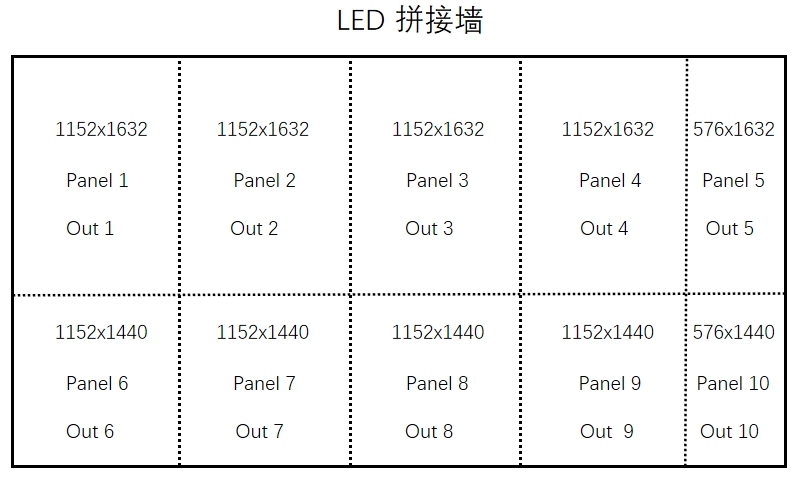 LED 拼接墙
1152x1632 1152x1632 1152x1632 1152x1632 576x1632
Panel 1 Panel 2 Panel 3 Panel 4 Panel 5
Out 1 Out 2 Out 3 Out 4 Out 5
1152x1440 1152x1440 1152x1440 1152x1440 576x1440
Panel 6 Panel 7 Panel 8 Panel 9 Panel 10
Out 6 Out 7 Out 8 Out 9 Out 10